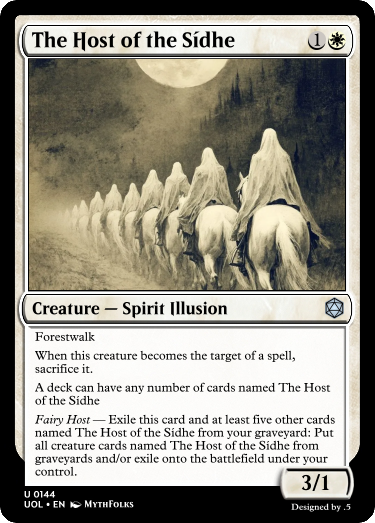 The Host of the Sídhe 1
Creature — Spirit Illusion
Forestwalk
When this creature becomes the target of a spell,
sacrifice it.
A deck can have any number of cards named The Host
of the Sídhe
Fairy Host — Exile this card and at least five other cards
named The Host of the Sídhe from your graveyard: Put
all creature cards named The Host of the Sídhe from
graveyards and/or exile onto the battlefield under your
control.
3/1
U 0144
UOL • EN MythFolks
Designed by .5